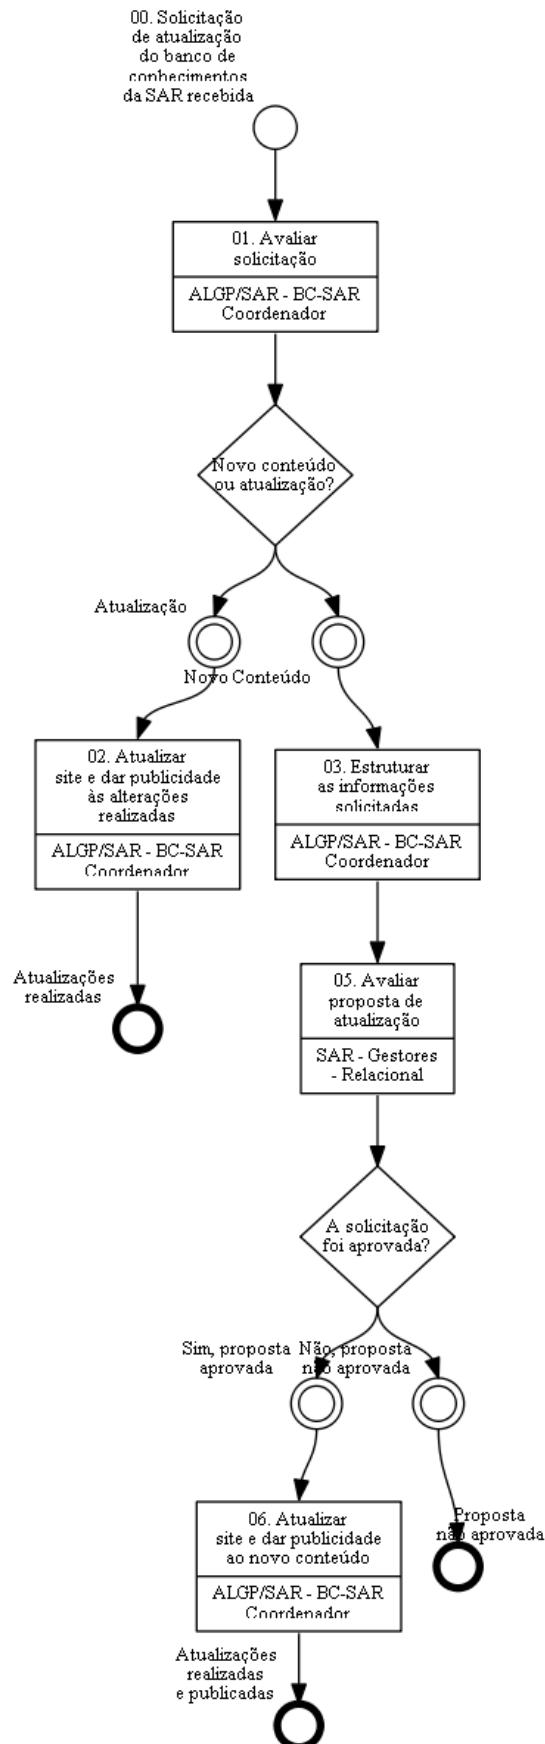 00. Solicitação
de atualização
do banco de
conhecimentos
da SAR recebida
01. Avaliar
solicitação
ALGP/SAR - BC-SAR
Coordenador
Novo conteúdo
ou atualização?
Atualização
Novo Conteúdo
02. Atualizar
site e dar publicidade
às alterações
realizadas
ALGP/SAR - BC-SAR
Coordenador
03. Estruturar
as informações
solicitadas
ALGP/SAR - BC-SAR
Coordenador
Atualizações
realizadas
05. Avaliar
proposta de
atualização
SAR - Gestores
- Relacional
A solicitação
foi aprovada?
Sim, proposta
aprovada
Não, proposta
não aprovada
06. Atualizar
site e dar publicidade
ao novo conteúdo
ALGP/SAR - BC-SAR
Coordenador
Proposta
não aprovada
Atualizações
realizadas
e publicadas